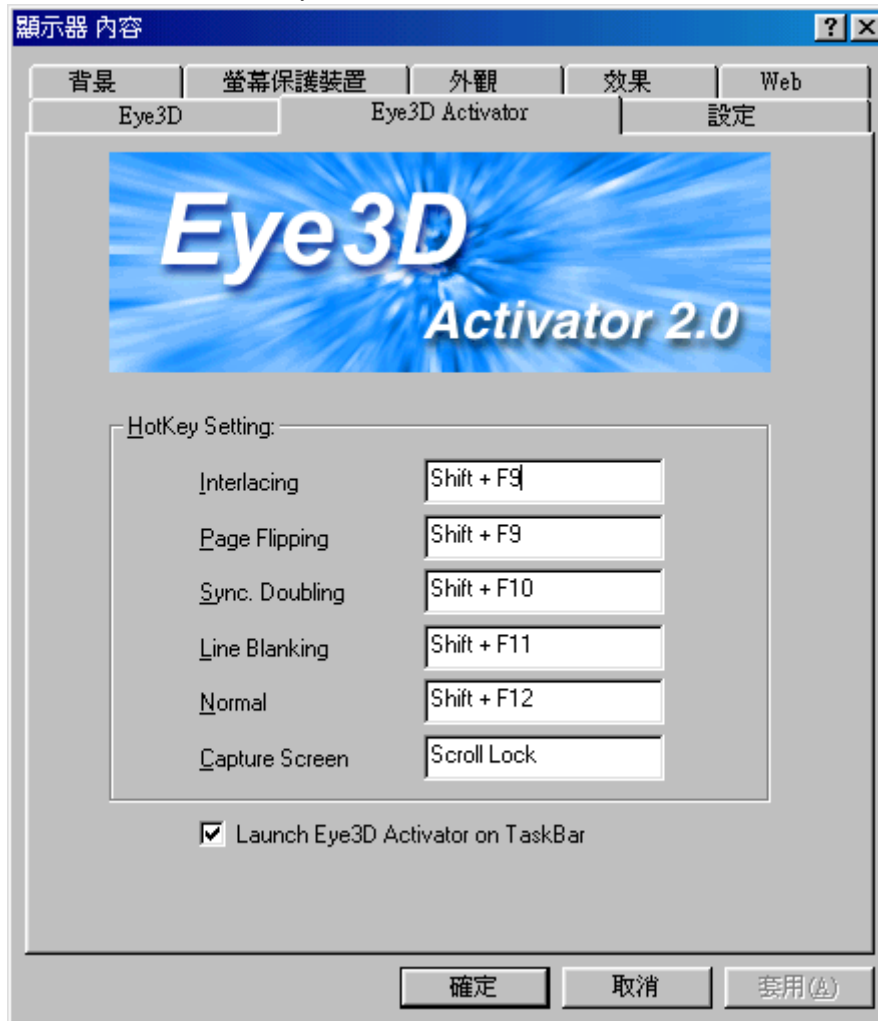 顯示器 內容
背景 螢幕保護裝置 外觀 效果 Web
Eye3D Eye3D Activator 設定
Eye3D
Activator 2.0
HotKey Setting:
Interlacing Shift + F9
Page Flipping Shift + F9
Sync. Doubling Shift + F10
Line Blanking Shift + F11
Normal Shift + F12
Capture Screen Scroll Lock
Launch Eye3D Activator on TaskBar
確定 取消 套用(A)